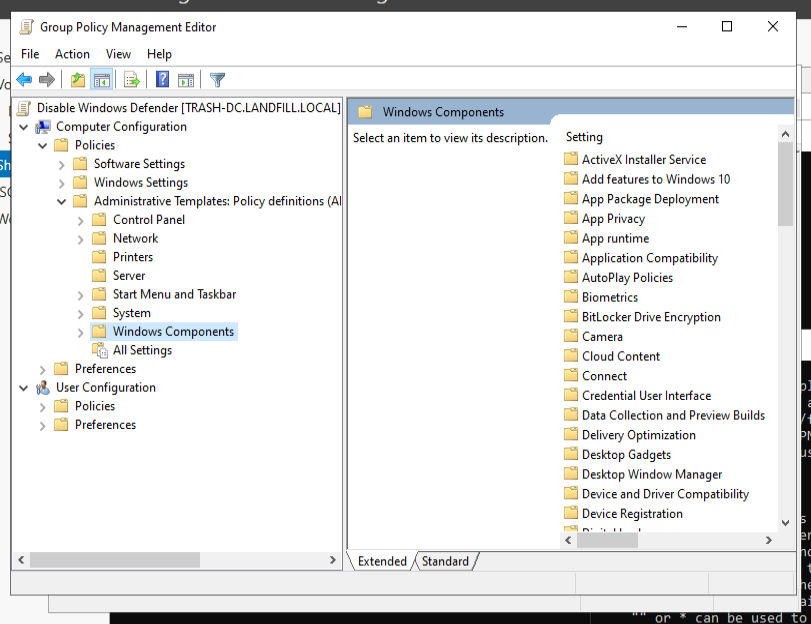 Group Policy Management Editor
File Action View Help
Disable Windows Defender [TRASH-DC.LANDFILL.LOCAL]
Computer Configuration
Policies
Software Settings
Windows Settings
Administrative Templates: Policy definitions
Control Panel
Network
Printers
Server
Start Menu and Taskbar
System
Windows Components
All Settings
Preferences
User Configuration
Policies
Preferences
Windows Components
Select an item to view its description.
Setting
ActiveX Installer Service
Add features to Windows 10
App Package Deployment
App Privacy
App runtime
Application Compatibility
AutoPlay Policies
Biometrics
BitLocker Drive Encryption
Camera
Cloud Content
Connect
Credential User Interface
Data Collection and Preview Builds
Delivery Optimization
Desktop Gadgets
Desktop Window Manager
Device and Driver Compatibility
Device Registration
Extended Standard
"" or * can be used to